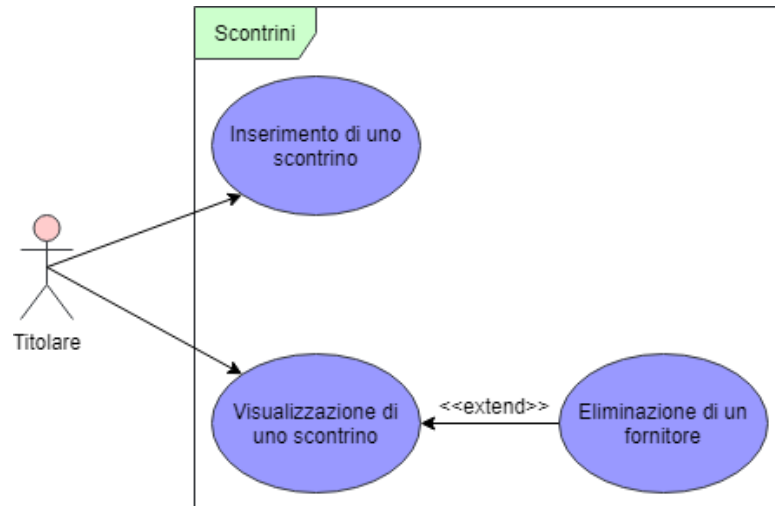 Scontrini
Inserimento di uno
scontrino
Titolare
Visualizzazione di
uno scontrino
<<extend>>
Eliminazione di un
fornitore